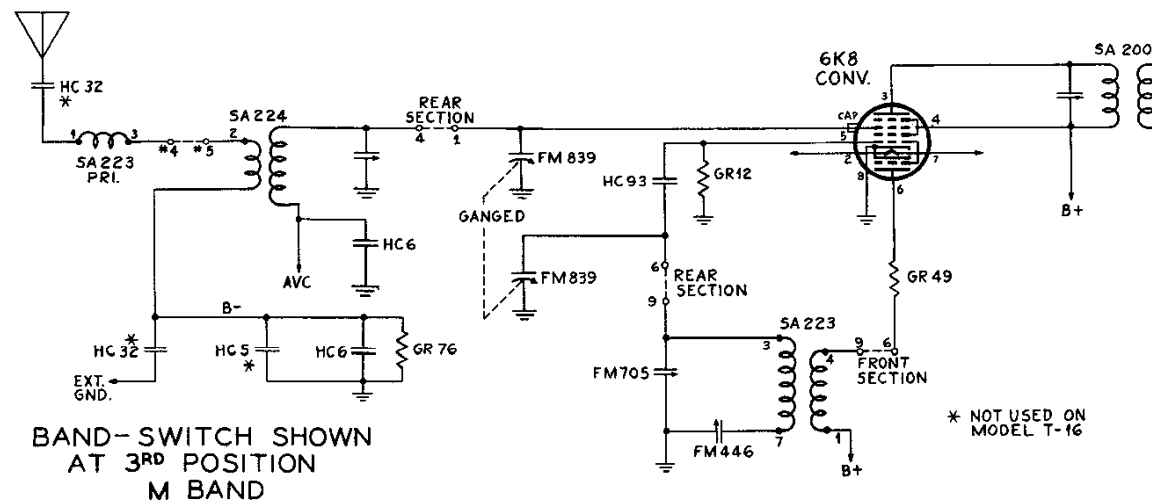 HC 32
*
1
3
SA 223
PRI.
*4
*5
2
SA 224
REAR
SECTION
4
1
FM 839
GANGED
FM 839
HC 6
AVC
B-
HC 32
*
EXT.
GND.
HC 5
*
HC 6
GR 76
6K8
CONV.
CAP
3
4
5
2
7
8
6
HC 93
GR 12
SA 200
B+
GR 49
6
REAR
SECTION
9
SA 223
3
4
9
6
FRONT
SECTION
FM 705
FM 446
7
1
B+
* NOT USED ON
MODEL T-16
BAND-SWITCH SHOWN
AT 3RD POSITION
M BAND